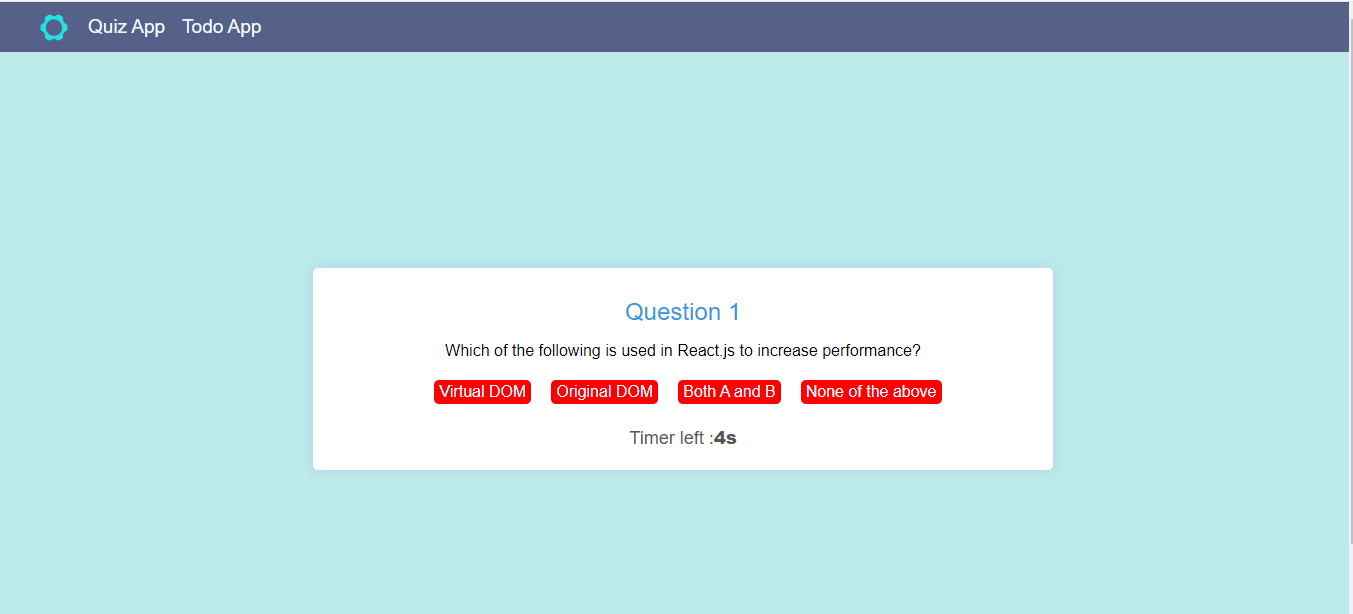 Quiz App Todo App
Question 1
Which of the following is used in React.js to increase performance?
Virtual DOM Original DOM Both A and B None of the above
Timer left :4s